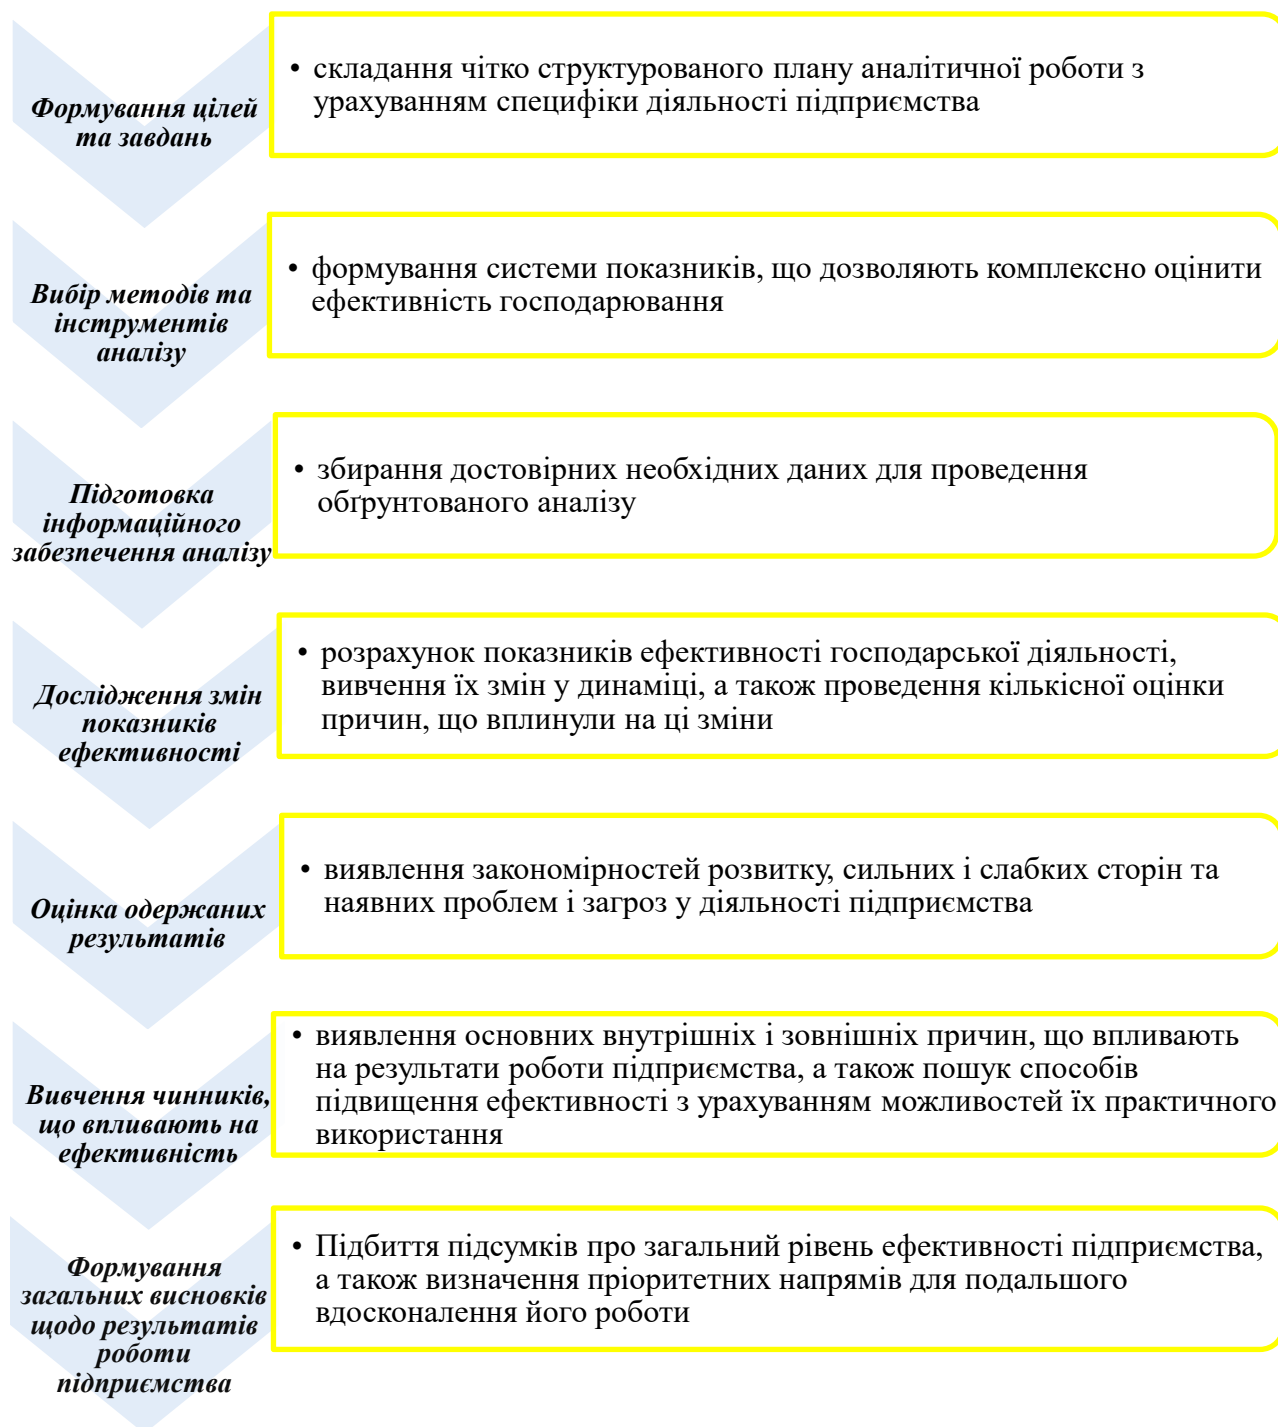 Формування цілей
та завдань
• складання чітко структурованого плану аналітичної роботи з
урахуванням специфіки діяльності підприємства
Вибір методів та
інструментів
аналізу
• формування системи показників, що дозволяють комплексно оцінити
ефективність господарювання
Підготовка
інформаційного
забезпечення аналізу
• збирання достовірних необхідних даних для проведення
обґрунтованого аналізу
Дослідження змін
показників
ефективності
• розрахунок показників ефективності господарської діяльності,
вивчення їх змін у динаміці, а також проведення кількісної оцінки
причин, що вплинули на ці зміни
Оцінка одержаних
результатів
• виявлення закономірностей розвитку, сильних і слабких сторін та
наявних проблем і загроз у діяльності підприємства
Вивчення чинників,
що впливають на
ефективність
• виявлення основних внутрішніх і зовнішніх причин, що впливають
на результати роботи підприємства, а також пошук способів
підвищення ефективності з урахуванням можливостей їх практичного
використання
Формування
загальних висновків
щодо результатів
роботи
підприємства
• Підбиття підсумків про загальний рівень ефективності підприємства,
а також визначення пріоритетних напрямів для подальшого
вдосконалення його роботи